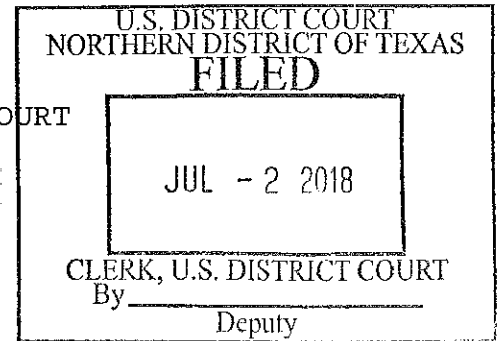 U.S. DISTRICT COURT
NORTHERN DISTRICT OF TEXAS
FILED
OURT
JUL - 2 2018
CLERK, U.S. DISTRICT COURT
By
Deputy